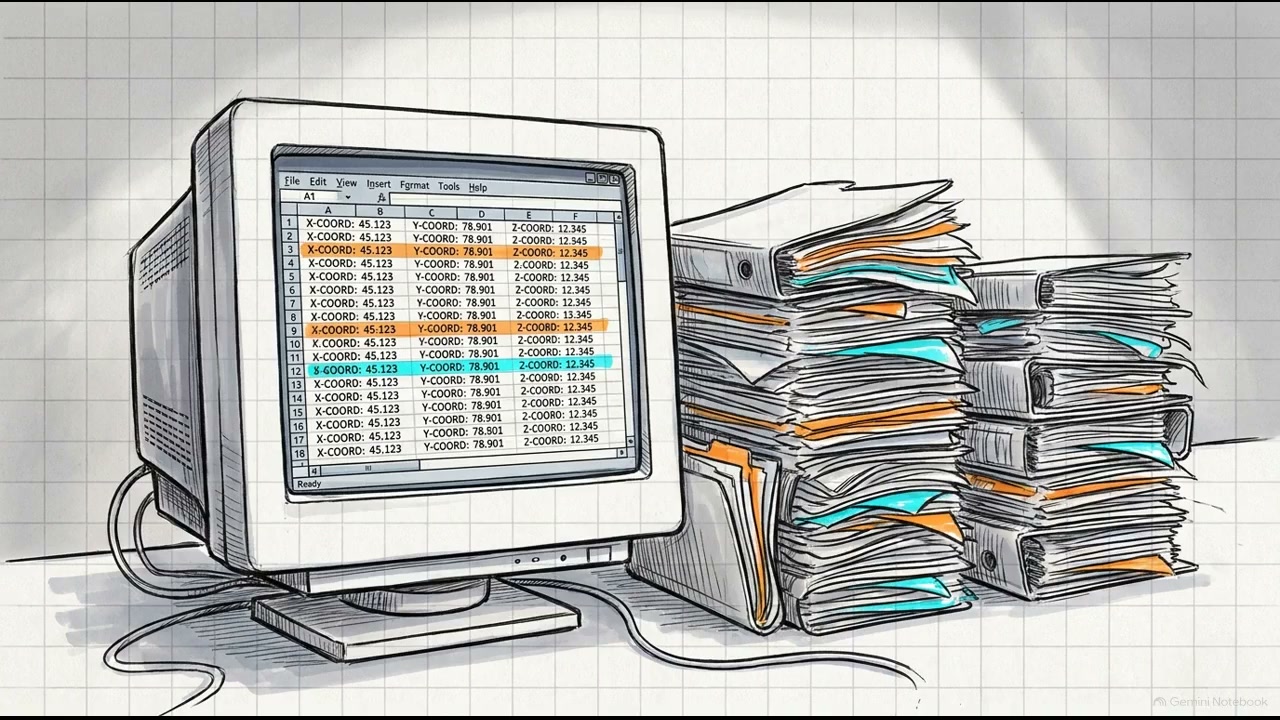 File Edit View Insert Format Tools Help
A1
A B C D E F
1 X-COORD: 45.123 Y-COORD: 78.901 Z-COORD: 12.345
2 X-COORD: 45.123 Y-COORD: 78.901 Z-COORD: 12.345
3 X-COORD: 45.123 Y-COORD: 78.901 Z-COORD: 12.345
4 X-COORD: 45.123 Y-COORD: 78.901 Z-COORD: 12.345
5 X-COORD: 45.123 Y-COORD: 78.901 Z-COORD: 12.345
6 X-COORD: 45.123 Y-COORD: 78.901 Z-COORD: 12.345
7 X-COORD: 45.123 Y-COORD: 78.901 Z-COORD: 12.345
8 X-COORD: 45.123 Y-COORD: 78.901 Z-COORD: 13.345
9 X-COORD: 45:123 Y-COORD: 78.901 Z-COORD: 12.345
10 X.COORD: 45.123 Y-COORD: 78.901 Z-COORD: 12.345
11 X-COORD: 45.123 Y-COORD: 78.901 Z-COORD: 12.345
12 X-GOORD: 45.123 Y-COORD: 78.901 Z-COORD: 12.345
13 X-COORD: 45.123 Y-COORD: 78.901 Z-COORD: 12.345
14 X-COORD: 45.123 Y-COORD: 78.901 Z-COORD: 12.345
15 X-COORD: 45.123 Y-COORD: 78.901 Z-COORD: 12.345
16 X-COORD: 45.123 Y-COORD: 78.901 Z-COORD: 12.345
17 X-COORD: 45.123 Y-COORD: 78.901 Z-COORD: 12.345
18 X-COORD: 45.123 Y-COORD: 78.901 Z-COORD: 12.345
Ready
Gemini Notebook